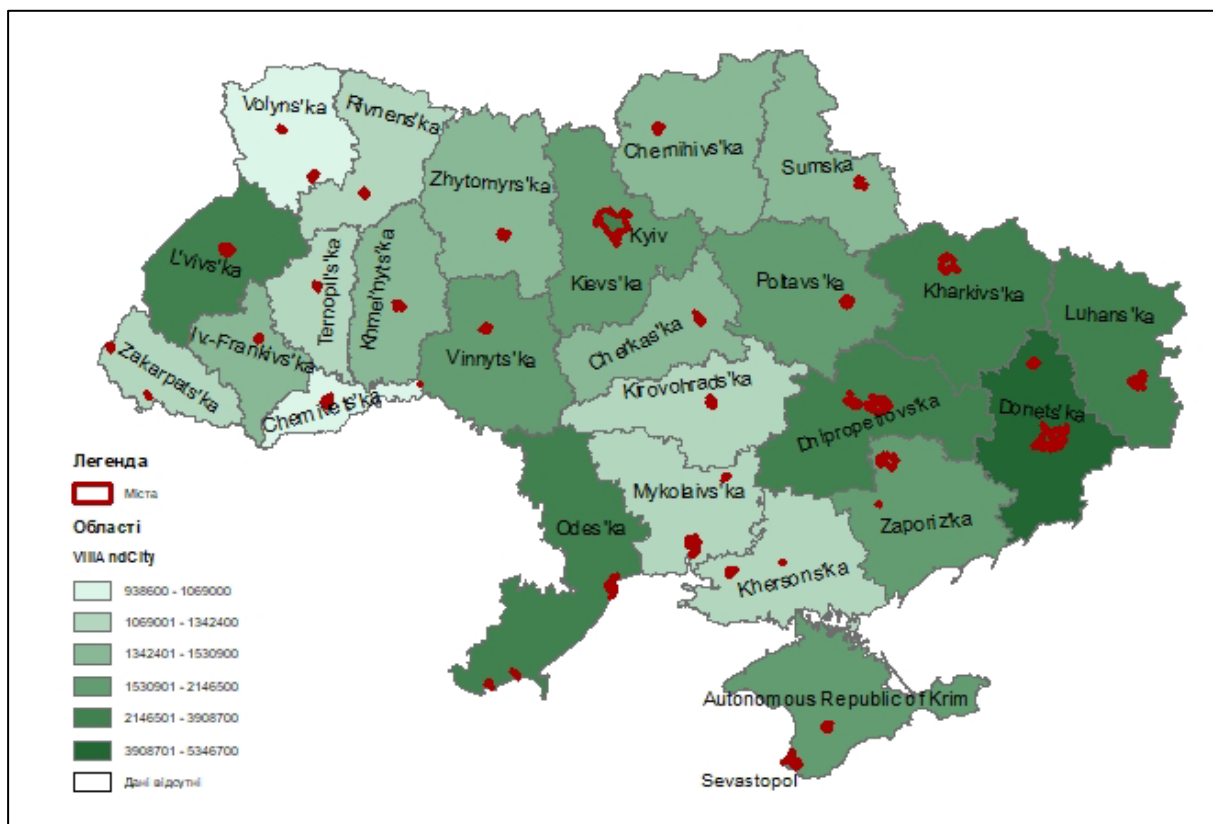 Volyns'ka
Rivnens'ka
Zhytomyrs'ka
Chernihivs'ka
Sumska
Kyiv
Kievs'ka
L'vivs'ka
Ternopil's'ka
Khmel'nyts'ka
Vinnyts'ka
Cherkas'ka
Poltavs'ka
Kharkivs'ka
Luhans'ka
Zakarpats'ka
Iv.-Frankivs'ka
Chernivets'ka
Kirovohrads'ka
Dnipropetrovs'ka
Donets'ka
Mykolaivs'ka
Odes'ka
Zaporiz'ka
Khersons'ka
Autonomous Republic of Krim
Sevastopol
Легенда
Міста
Області
VillAndCity
938600 - 1069000
1069001 - 1342400
1342401 - 1530900
1530901 - 2146500
2146501 - 3908700
3908701 - 5346700
Дані відсутні